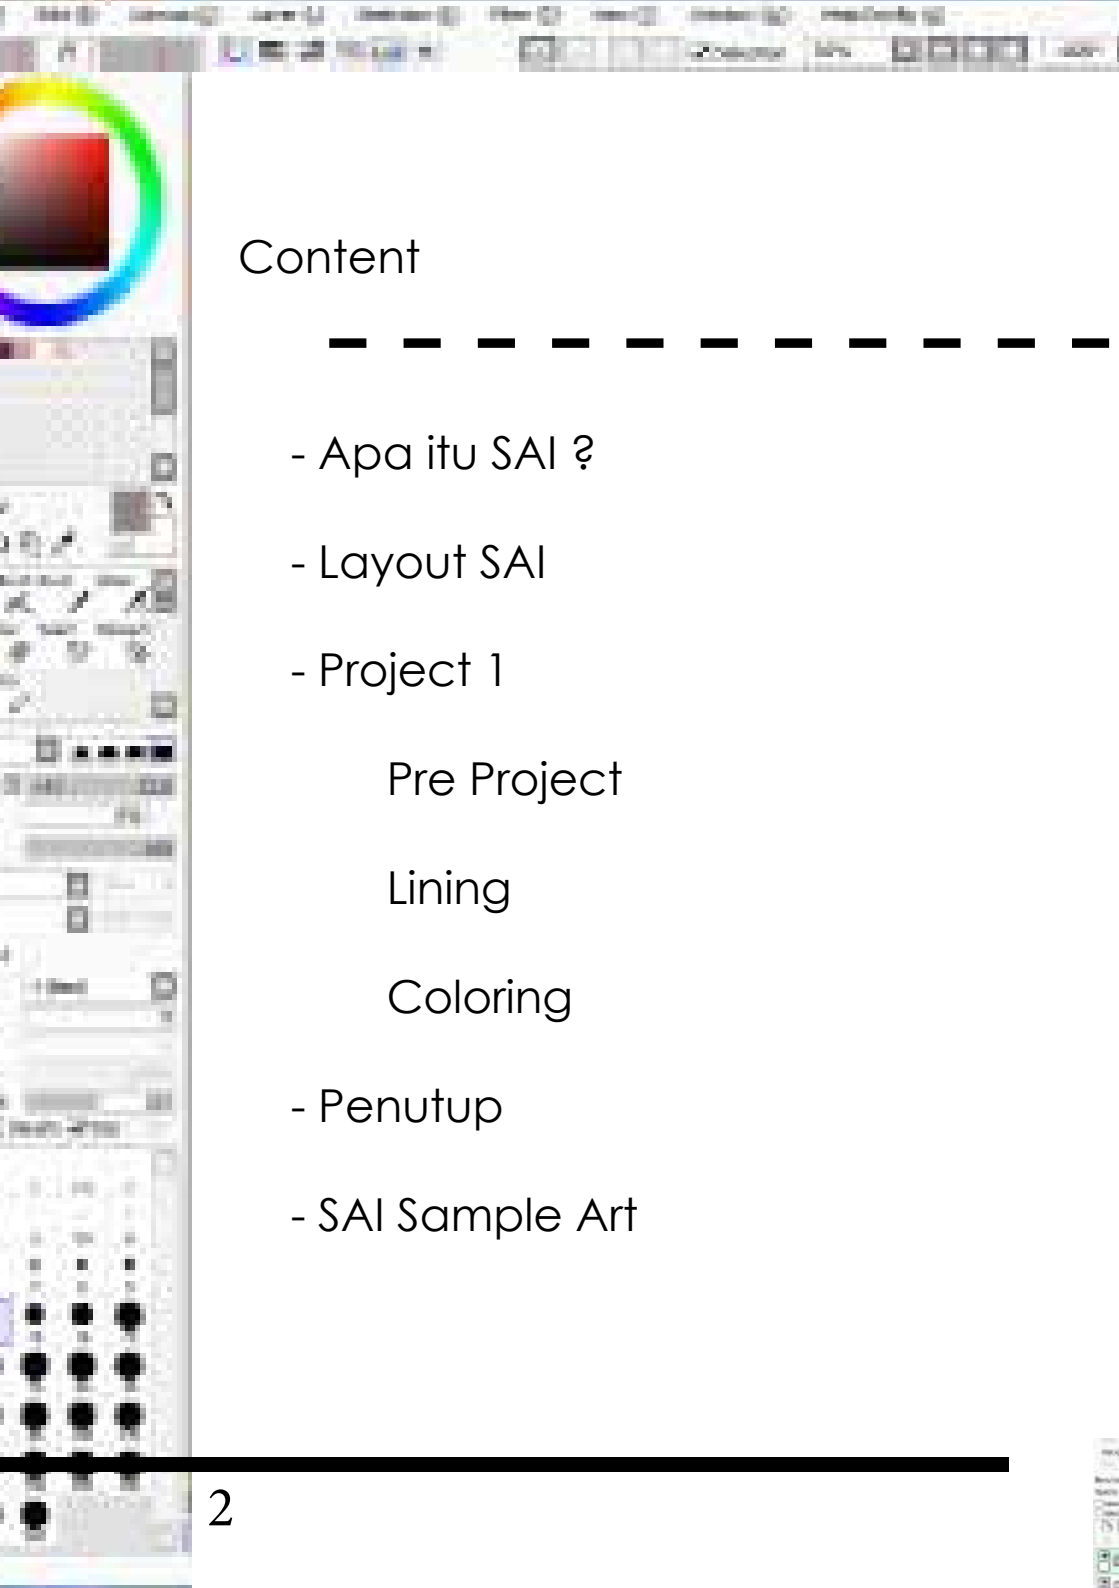 Content
- Apa itu SAI ?
- Layout SAI
- Project 1
Pre Project
Lining
Coloring
- Penutup
- SAI Sample Art
2